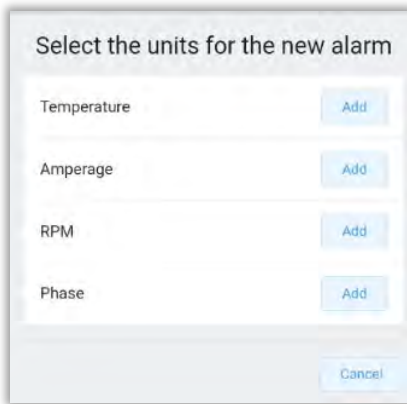 Select the units for the new alarm
Temperature Add
Amperage Add
RPM Add
Phase Add
Cancel